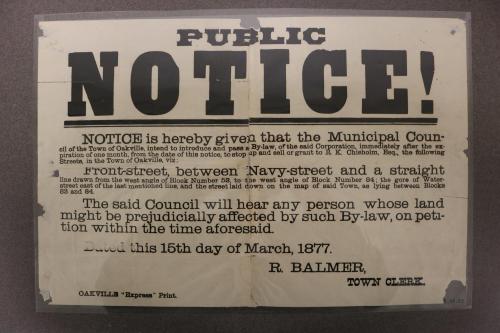 PUBLIC
NOTICE!
NOTICE is hereby given that the Municipal Coun-
cil of the Town of Oakville, intend to introduce and pass a By-law, of the said Corporation, immediately after the ex-
piration of one month, from the date of this notice, to stop up and sell or grant to R. K. Chisholm, Esq., the following
Streets, in the Town of Oakville, viz:
Front-street, between Navy-street and a straight
line drawn from the west angle of Block Number 83, to the west angle of Block Number 84; the gore of Water-
street east of the last mentioned line, and the street laid down on the map of said Town, as lying between Blocks
83 and 84.
The said Council will hear any person whose land
might be prejudicially affected by such By-law, on peti-
tion within the time aforesaid.
Dated this 15th day of March, 1877.
R. BALMER,
TOWN CLERK.
OAKVILLE "Express" Print.